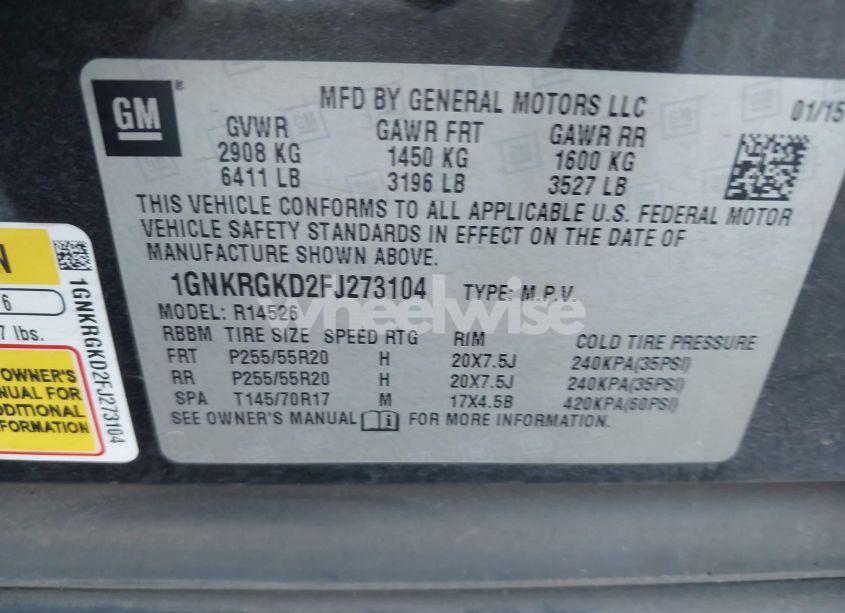 GM
MFD BY GENERAL MOTORS LLC
01/15
GVWR GAWR FRT GAWR RR
2908 KG 1450 KG 1600 KG
6411 LB 3196 LB 3527 LB
THIS VEHICLE CONFORMS TO ALL APPLICABLE U.S. FEDERAL MOTOR
VEHICLE SAFETY STANDARDS IN EFFECT ON THE DATE OF
MANUFACTURE SHOWN ABOVE.
1GNKRGKD2FJ273104 TYPE: M.P.V.
MODEL: R14526
RBBM TIRE SIZE SPEED RTG RIM COLD TIRE PRESSURE
FRT P255/55R20 H 20X7.5J 240KPA(35PSI)
RR P255/55R20 H 20X7.5J 240KPA(35PSI)
SPA T145/70R17 M 17X4.5B 420KPA(60PSI)
SEE OWNER'S MANUAL FOR MORE INFORMATION.
wheelwise
N
6
7 lbs.
OWNER'S
NUAL FOR
DDITIONAL
FORMATION
1GNKRGKD2FJ273104